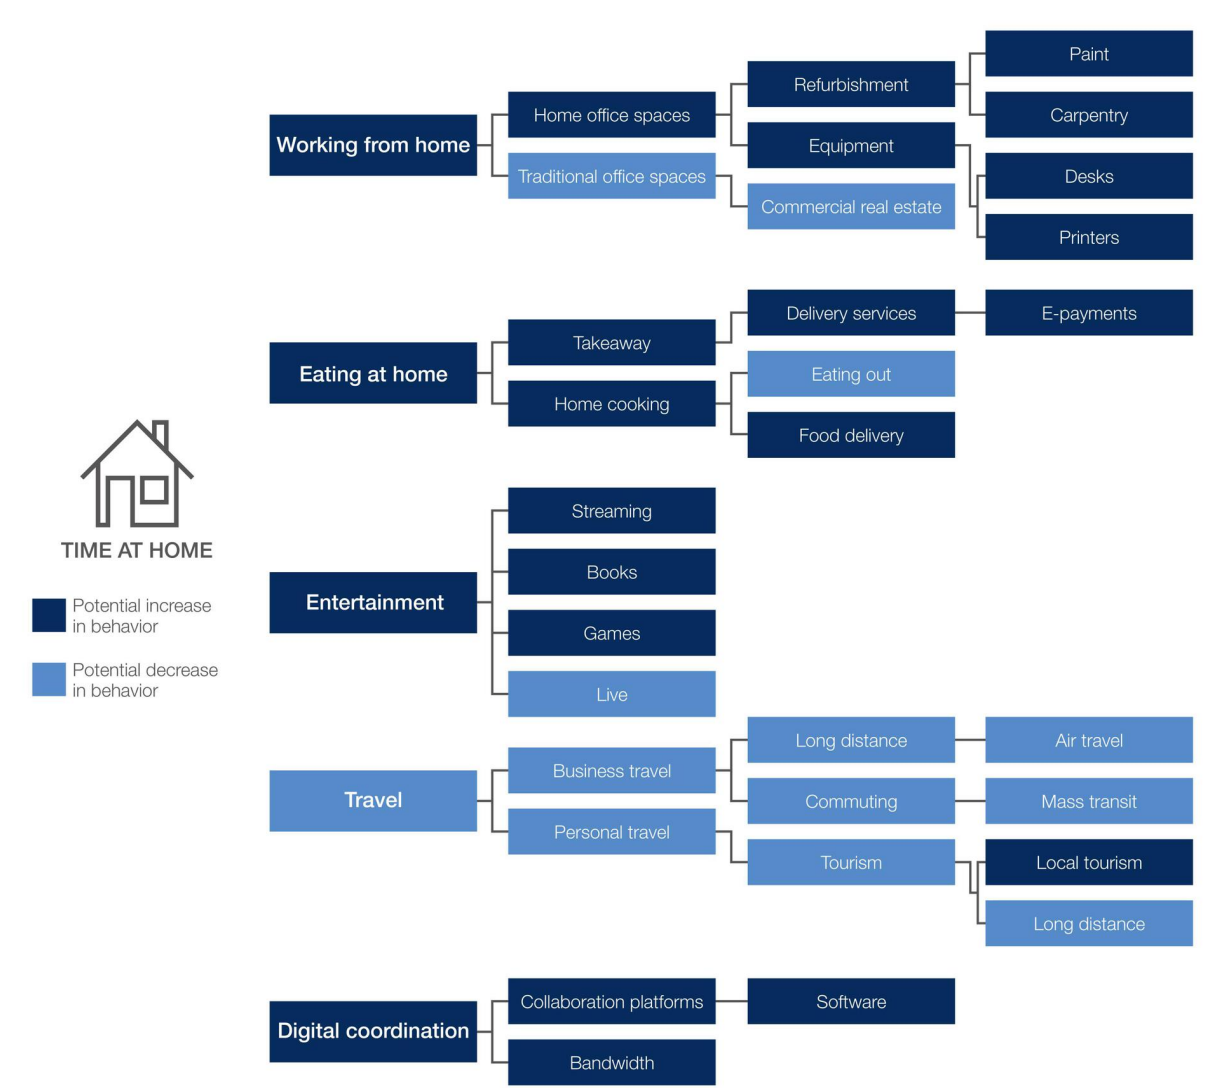 Paint
Refurbishment
Home office spaces
Carpentry
Working from home
Equipment
Traditional office spaces
Desks
Commercial real estate
Printers
Delivery services
E-payments
Takeaway
Eating at home
Eating out
Home cooking
Food delivery
TIME AT HOME
Potential increase
in behavior
Potential decrease
in behavior
Streaming
Books
Entertainment
Games
Live
Long distance
Air travel
Business travel
Travel
Commuting
Mass transit
Personal travel
Tourism
Local tourism
Long distance
Collaboration platforms
Software
Digital coordination
Bandwidth